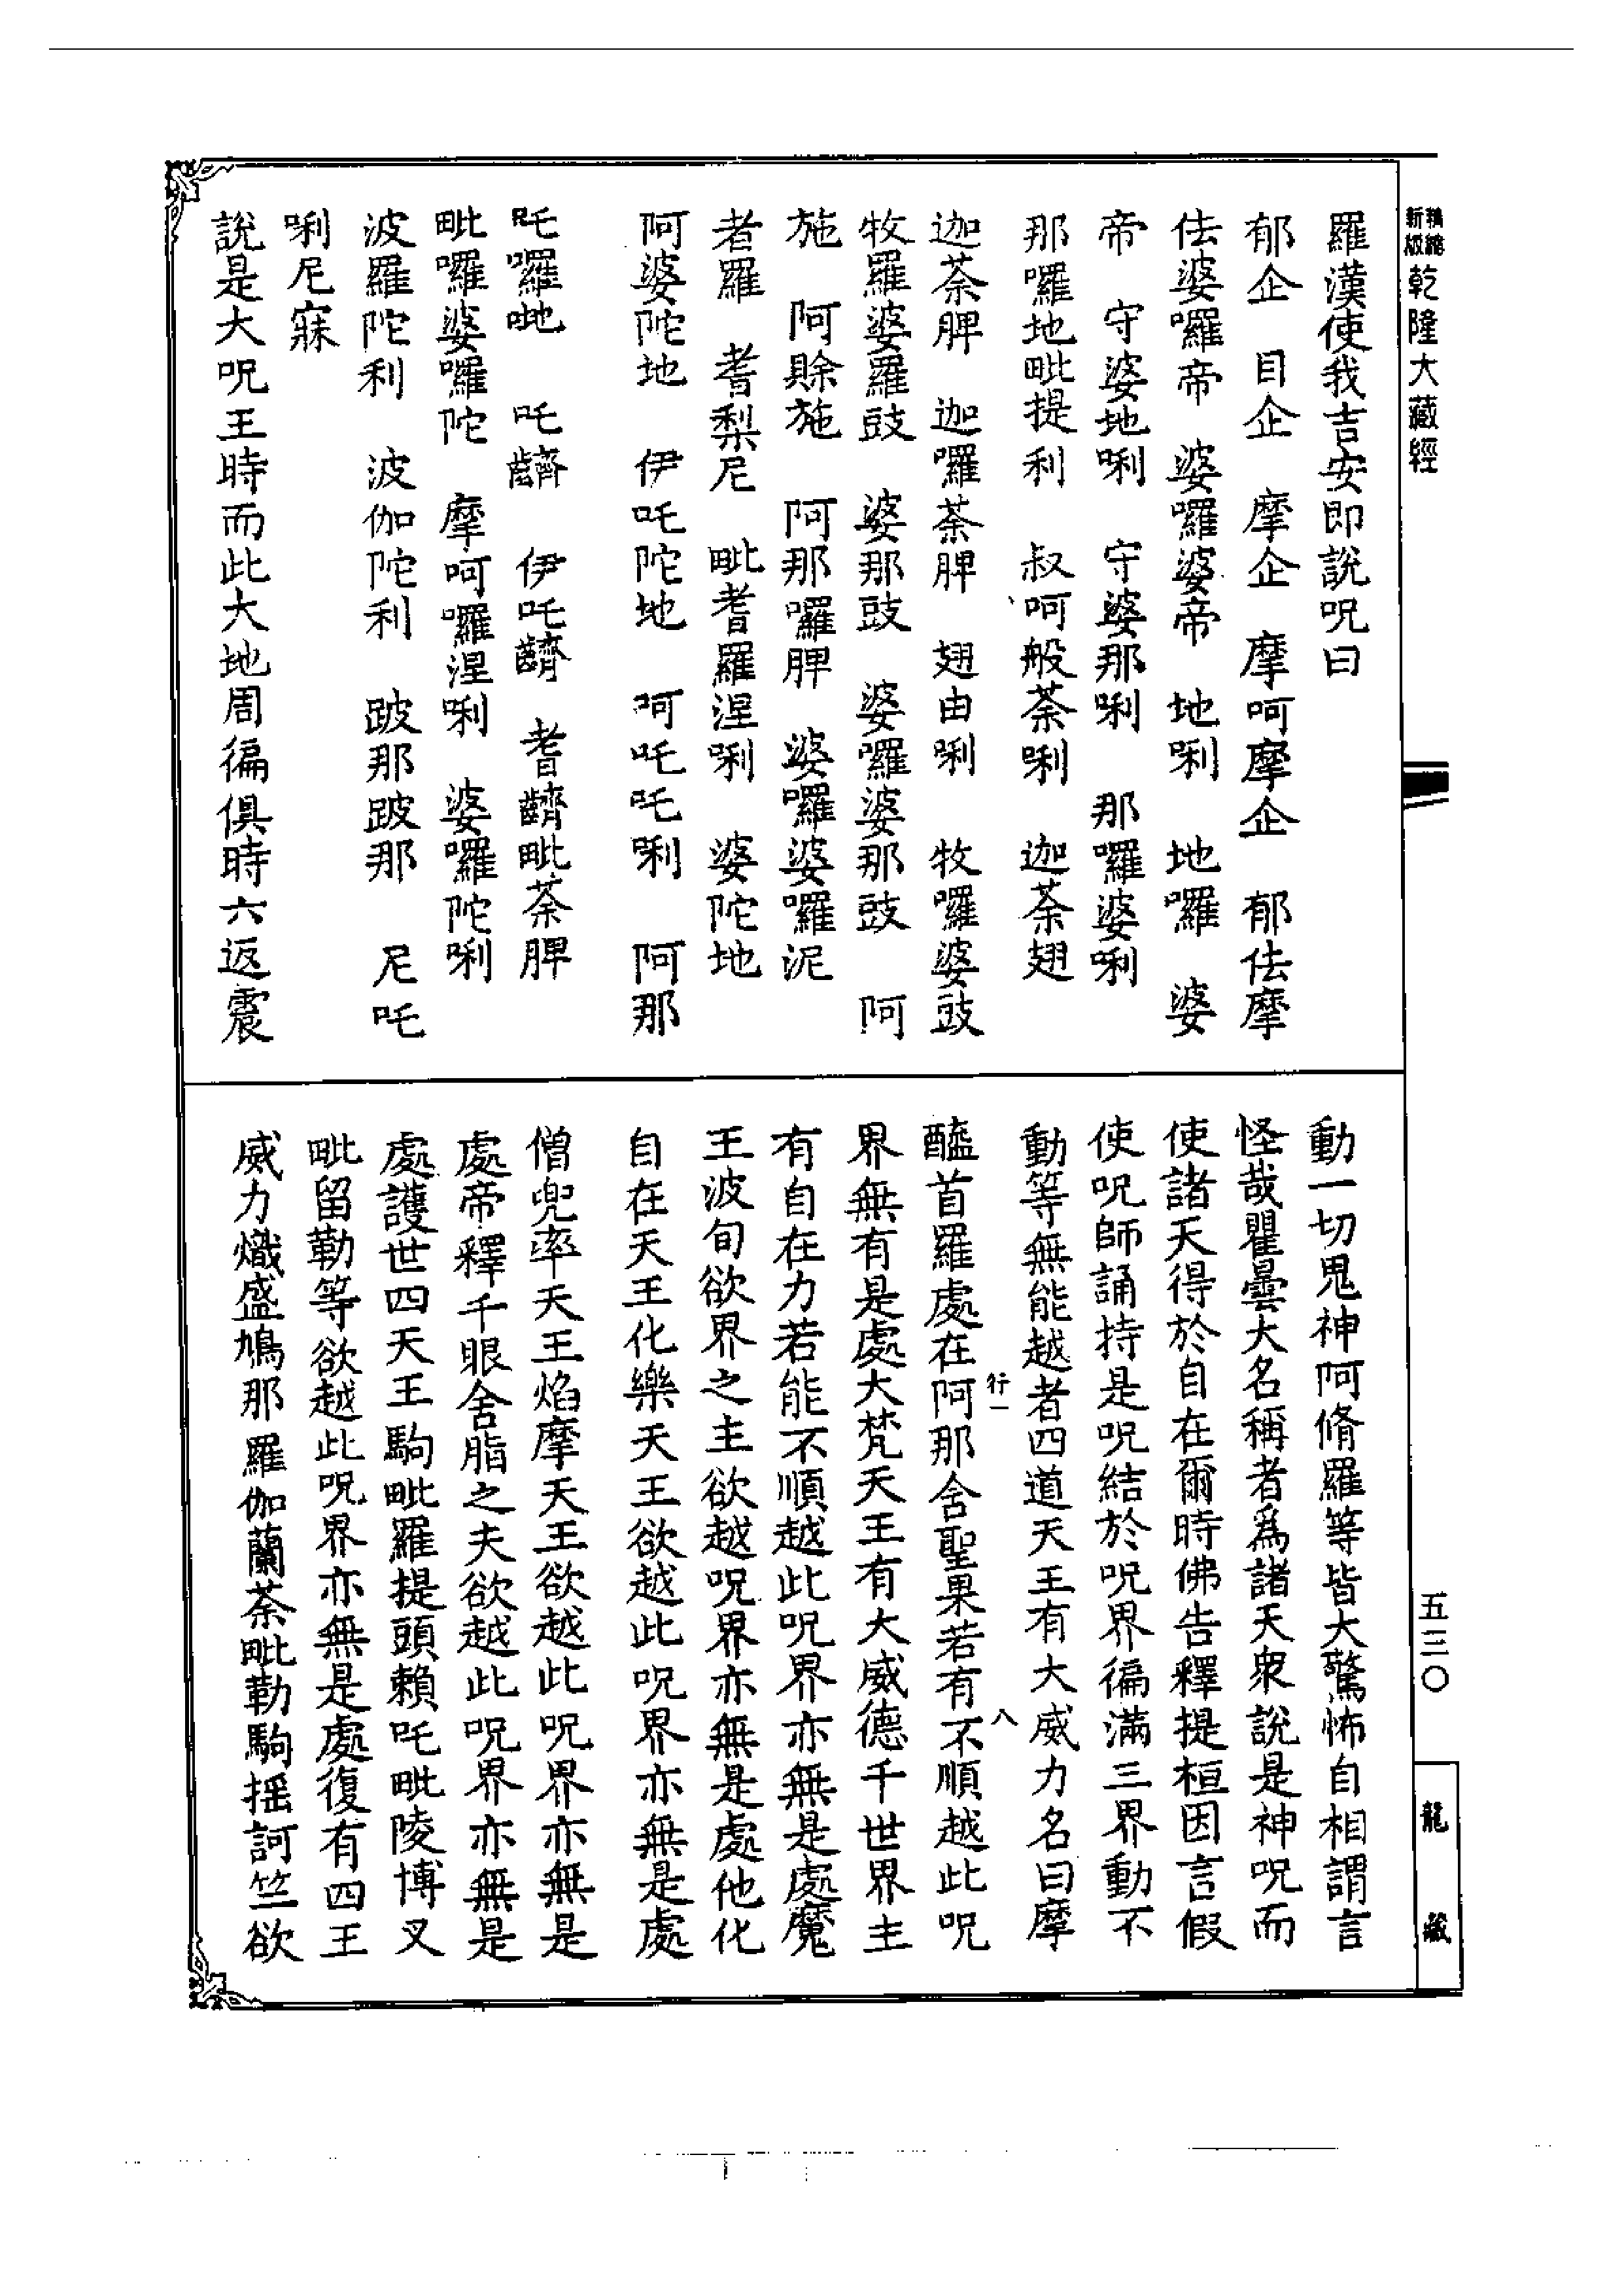 新版精縮乾隆大藏經
五三〇
龍藏
羅漢使我吉安即說呪曰
郁企 目企 摩企 摩呵摩企 郁佉摩
佉婆囉帝 婆囉婆帝 地唎 地囉 婆
帝 守婆地唎 守婆那唎 那囉婆唎
那囉地毗提利 叔呵般荼唎 迦荼翅
迦荼脾 迦囉荼脾 翅由唎 牧囉婆豉
牧羅婆羅豉 婆那豉 婆囉婆那豉 阿
施 阿賒施 阿那囉脾 婆囉婆囉泥
者羅 耆梨尼 毗耆羅涅唎 婆陀地
阿婆陀地 伊吒陀地 呵吒吒唎 阿那
吒囉哋 吒齎 伊吒齎 耆齎毗荼脾
毗囉婆囉陀 摩呵囉涅唎 婆囉陀唎
波羅陀利 波伽陀利 跛那跛那 尼吒
唎尼寐
說是大呪王時而此大地周徧俱時六返震
動一切鬼神阿脩羅等皆大驚怖自相謂言
怪哉瞿曇大名稱者爲諸天衆說是神呪而
使諸天得於自在爾時佛告釋提桓因言假
使呪師誦持是呪結於呪界徧滿三界動不
動等無能越者四道天王有大威力名曰摩
行一 八
醯首羅處在阿那舍聖果若有不順越此呪
界無有是處大梵天王有大威德千世界主
有自在力若能不順越此呪界亦無是處魔
王波旬欲界之主欲越呪界亦無是處他化
自在天王化樂天王欲越此呪界亦無是處
僧兜率天王焰摩天王欲越此呪界亦無是
處帝釋千眼舍脂之夫欲越此呪界亦無是
處護世四天王駒毗羅提頭賴吒毗陵博叉
毗留勒等欲越此呪界亦無是處復有四王
威力熾盛鳩那羅伽蘭荼毗勒駒摇訶竺欲